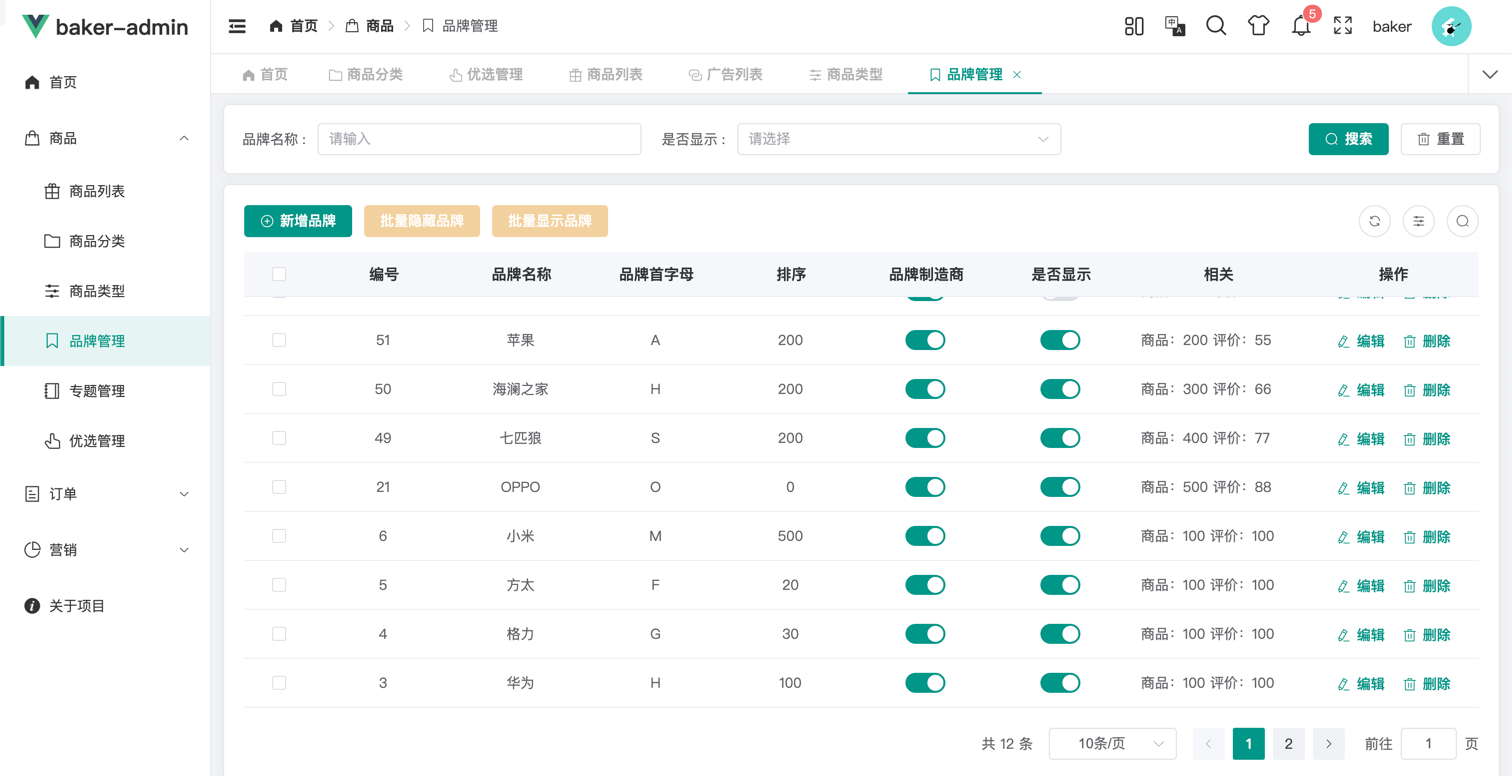 baker-admin
首页
商品
商品列表
商品分类
商品类型
品牌管理
专题管理
优选管理
订单
营销
关于项目
首页 商品 品牌管理 5 baker
首页 商品分类 优选管理 商品列表 广告列表 商品类型 品牌管理
品牌名称： 请输入 是否显示： 请选择 搜索 重置
新增品牌 批量隐藏品牌 批量显示品牌
编号 品牌名称 品牌首字母 排序 品牌制造商 是否显示 相关 操作
51 苹果 A 200 商品：200 评价：55 编辑 删除
50 海澜之家 H 200 商品：300 评价：66 编辑 删除
49 七匹狼 S 200 商品：400 评价：77 编辑 删除
21 OPPO O 0 商品：500 评价：88 编辑 删除
6 小米 M 500 商品：100 评价：100 编辑 删除
5 方太 F 20 商品：100 评价：100 编辑 删除
4 格力 G 30 商品：100 评价：100 编辑 删除
3 华为 H 100 商品：100 评价：100 编辑 删除
共 12 条 10条/页 1 2 前往 1 页